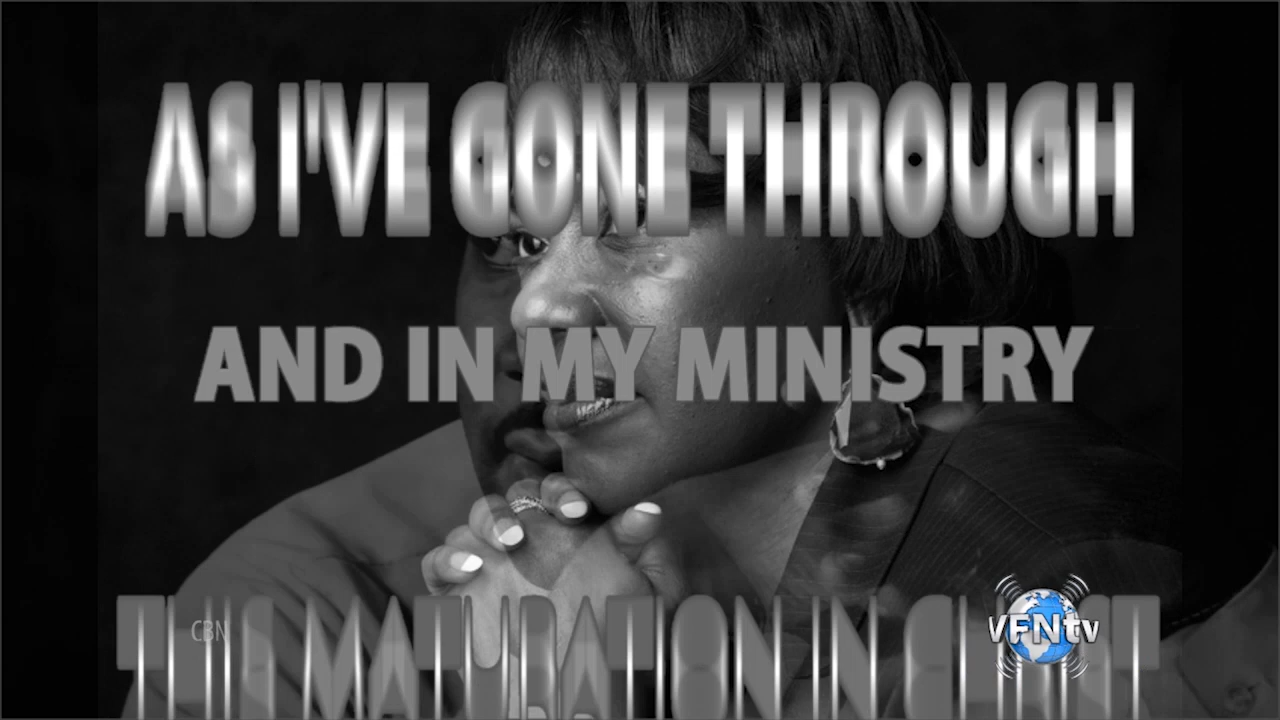 AS I'VE GONE THROUGH
AND IN MY MINISTRY
THIS MATURATION IN CHRIST
CBN
VFNtv